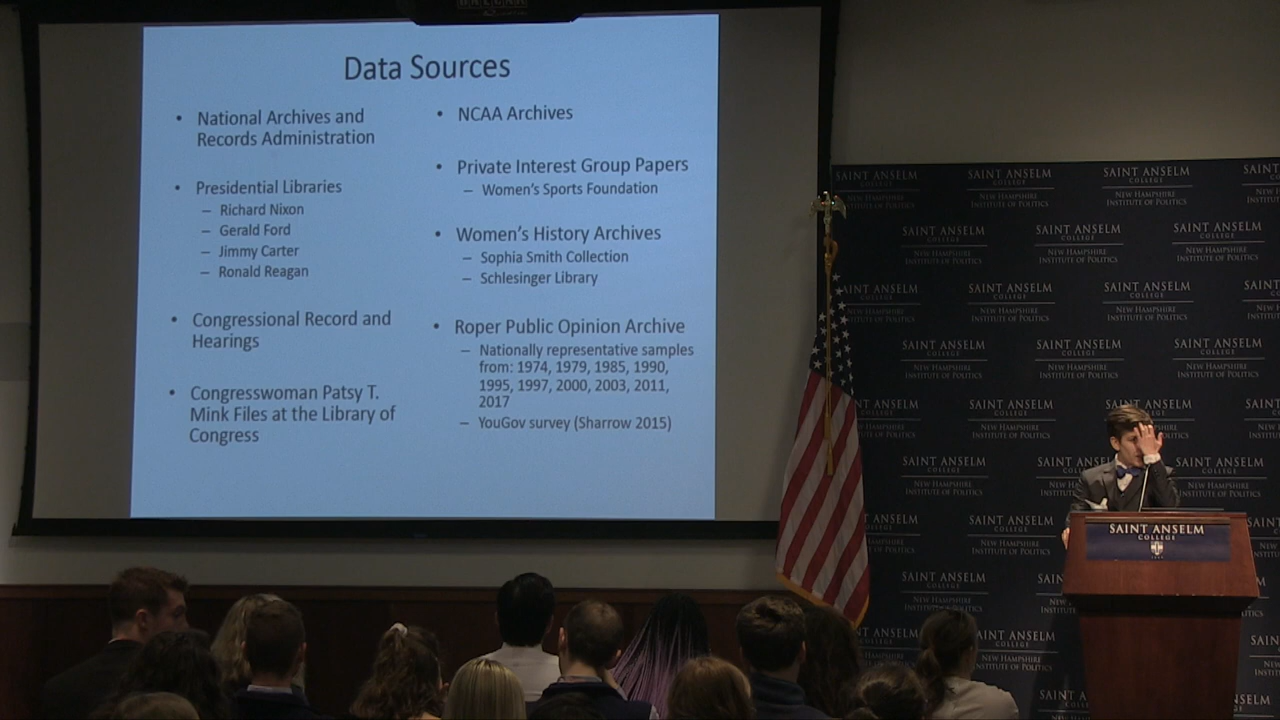 Data Sources
• National Archives and
Records Administration
• Presidential Libraries
– Richard Nixon
– Gerald Ford
– Jimmy Carter
– Ronald Reagan
• Congressional Record and
Hearings
• Congresswoman Patsy T.
Mink Files at the Library of
Congress
• NCAA Archives
• Private Interest Group Papers
– Women's Sports Foundation
• Women's History Archives
– Sophia Smith Collection
– Schlesinger Library
• Roper Public Opinion Archive
– Nationally representative samples
from: 1974, 1979, 1985, 1990,
1995, 1997, 2000, 2003, 2011,
2017
– YouGov survey (Sharrow 2015)
SAINT ANSELM
COLLEGE
NEW HAMPSHIRE
INSTITUTE OF POLITICS
SAINT ANSELM
COLLEGE